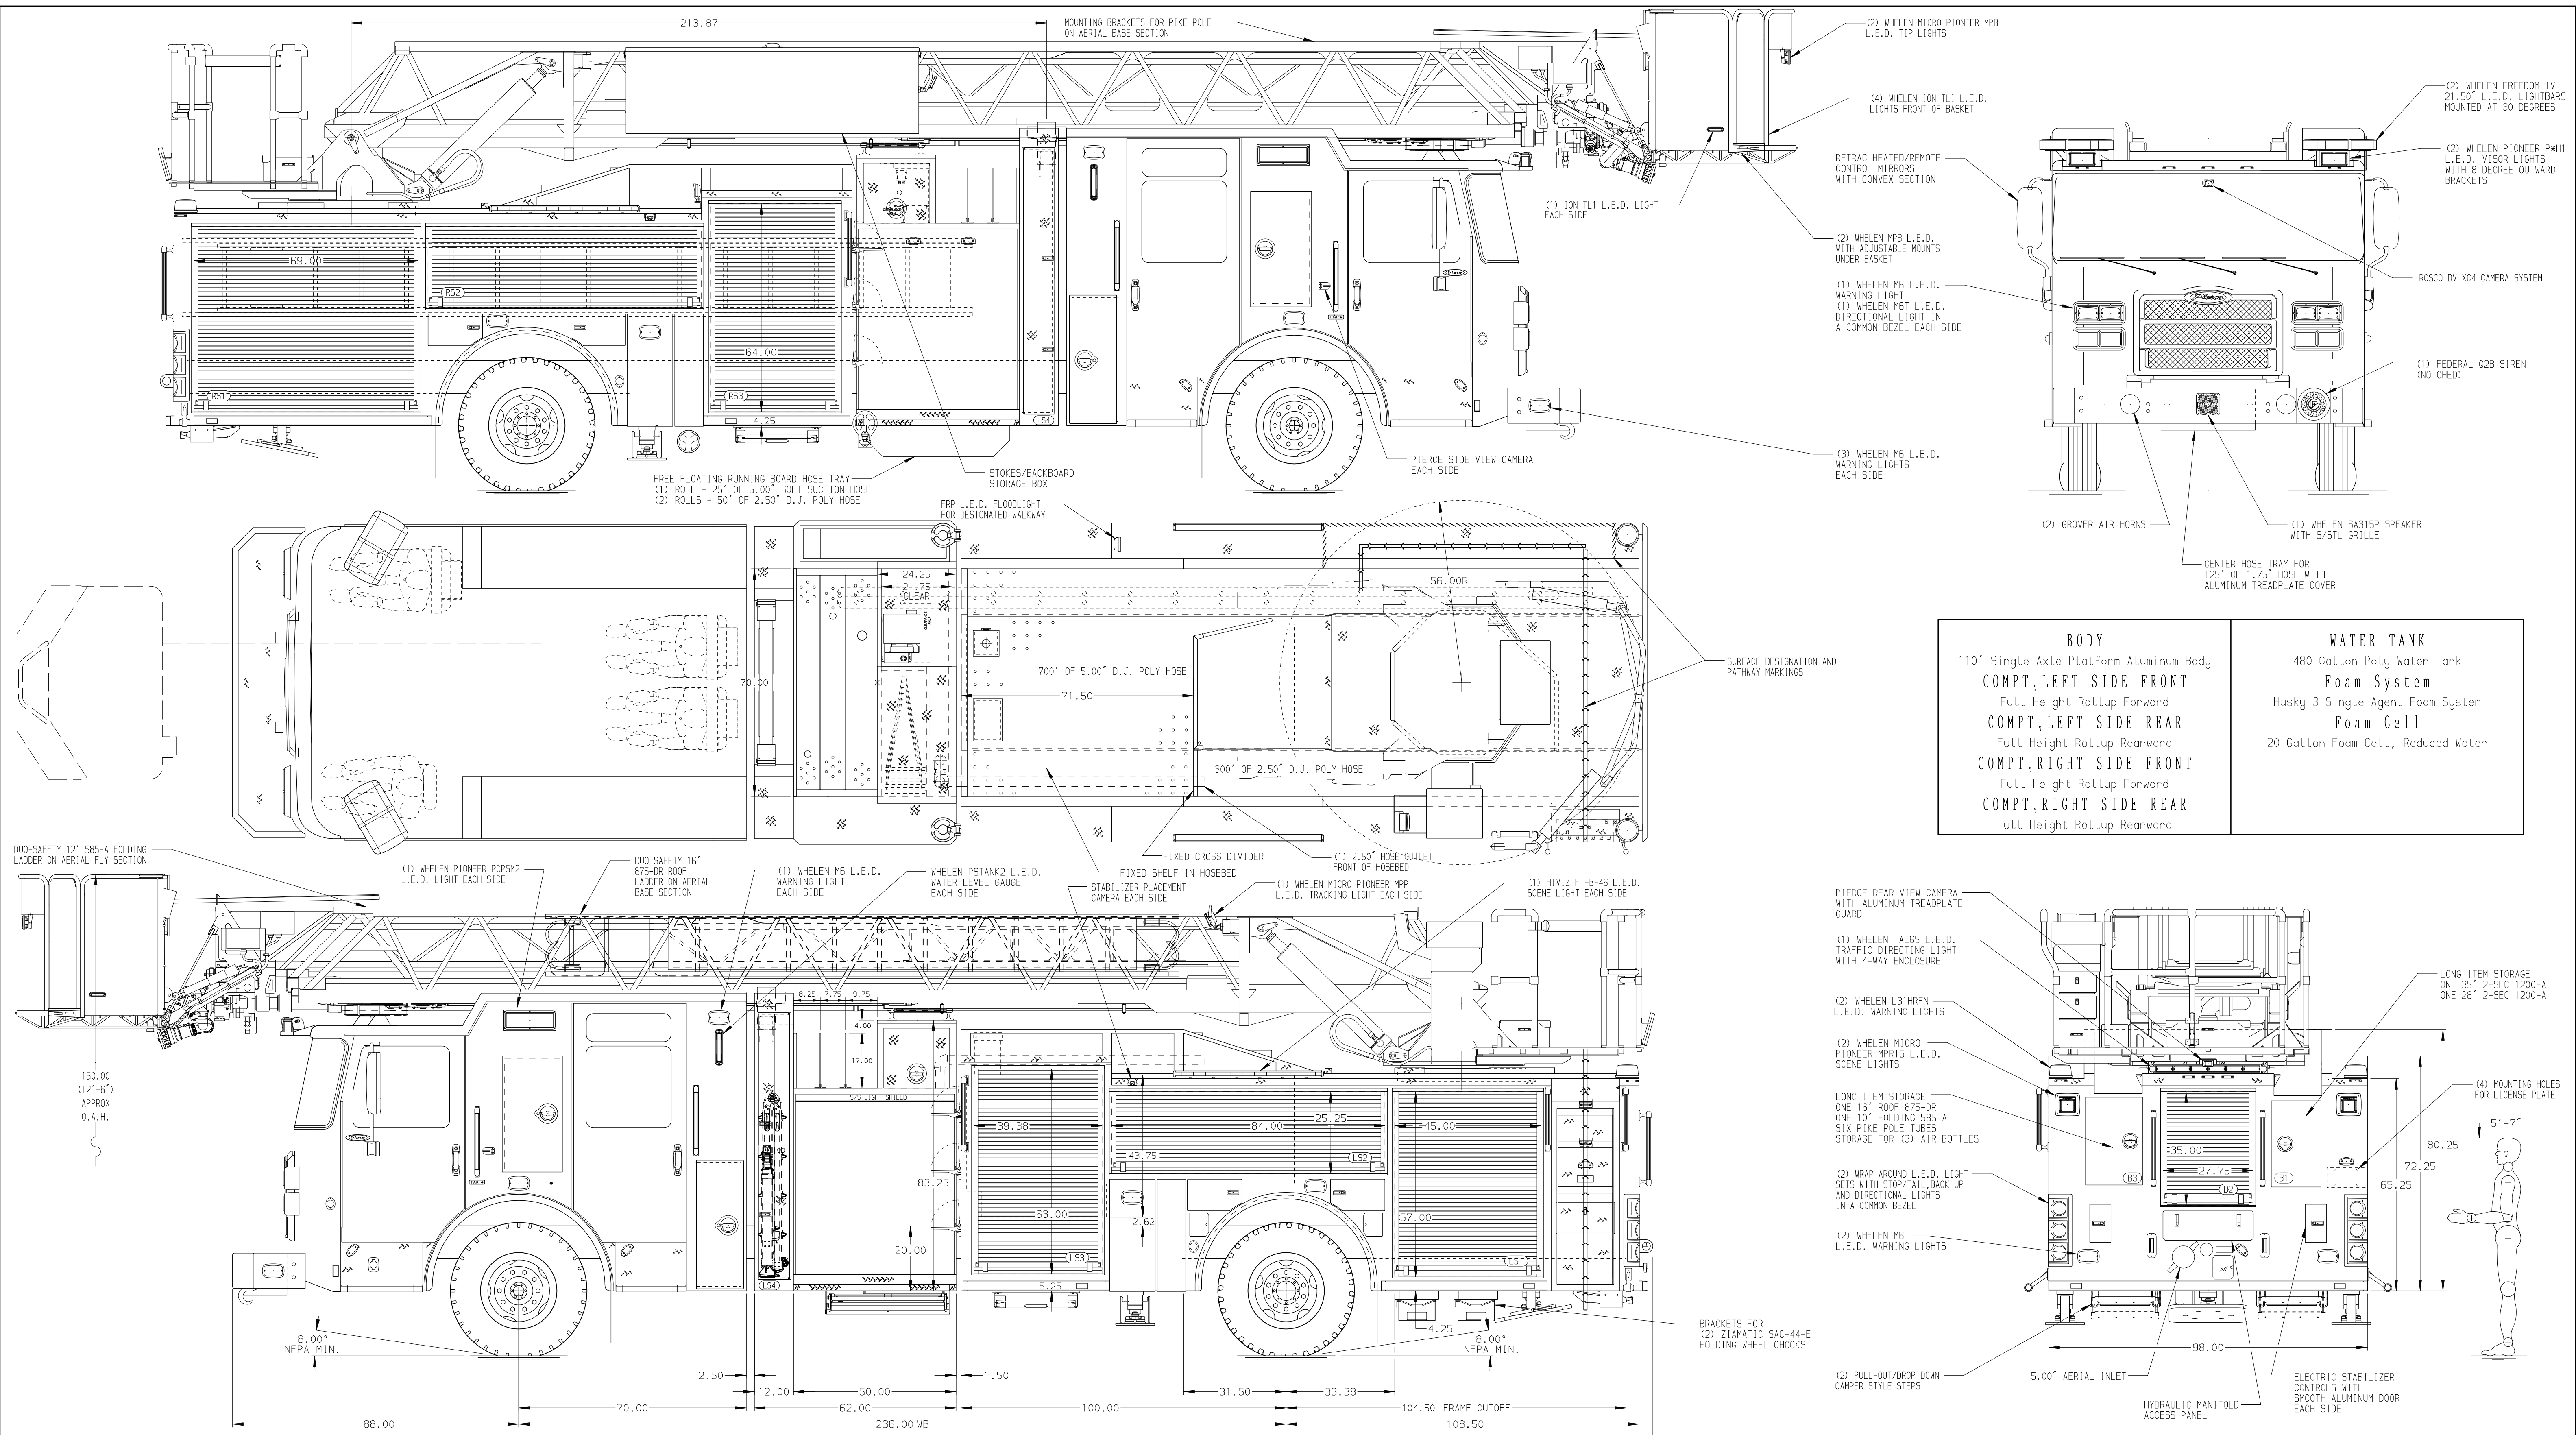 213.87
MOUNTING BRACKETS FOR PIKE POLE
ON AERIAL BASE SECTION
(2) WHELEN MICRO PIONEER MPB
L.E.D. TIP LIGHTS
(4) WHELEN ION TLI L.E.D.
LIGHTS FRONT OF BASKET
(1) ION TL1 L.E.D. LIGHT
EACH SIDE
(2) WHELEN MPB L.E.D.
WITH ADJUSTABLE MOUNTS
UNDER BASKET
(3) WHELEN M6 L.E.D.
WARNING LIGHTS
EACH SIDE
PIERCE SIDE VIEW CAMERA
EACH SIDE
STOKES/BACKBOARD
STORAGE BOX
FREE FLOATING RUNNING BOARD HOSE TRAY
(1) ROLL - 25' OF 5.00" SOFT SUCTION HOSE
(2) ROLLS - 50' OF 2.50" D.J. POLY HOSE
69.00
64.00
4.25
RS1
RS2
RS3
LS4
TAK-4
(2) WHELEN FREEDOM IV
21.50" L.E.D. LIGHTBARS
MOUNTED AT 30 DEGREES
(2) WHELEN PIONEER P*H1
L.E.D. VISOR LIGHTS
WITH 8 DEGREE OUTWARD
BRACKETS
RETRAC HEATED/REMOTE
CONTROL MIRRORS
WITH CONVEX SECTION
ROSCO DV XC4 CAMERA SYSTEM
(1) WHELEN M6 L.E.D.
WARNING LIGHT
(1) WHELEN M6T L.E.D.
DIRECTIONAL LIGHT IN
A COMMON BEZEL EACH SIDE
Pierce
(1) FEDERAL Q2B SIREN
(NOTCHED)
(2) GROVER AIR HORNS
(1) WHELEN SA315P SPEAKER
WITH S/STL GRILLE
CENTER HOSE TRAY FOR
125' OF 1.75" HOSE WITH
ALUMINUM TREADPLATE COVER
FRP L.E.D. FLOODLIGHT
FOR DESIGNATED WALKWAY
24.25
21.75
CLEAR
70.00
56.00R
700' OF 5.00" D.J. POLY HOSE
71.50
300' OF 2.50" D.J. POLY HOSE
SURFACE DESIGNATION AND
PATHWAY MARKINGS
FIXED CROSS-DIVIDER
(1) 2.50" HOSE OUTLET
FRONT OF HOSEBED
FIXED SHELF IN HOSEBED
BODY
110' Single Axle Platform Aluminum Body
COMPT,LEFT SIDE FRONT
Full Height Rollup Forward
COMPT,LEFT SIDE REAR
Full Height Rollup Rearward
COMPT,RIGHT SIDE FRONT
Full Height Rollup Forward
COMPT,RIGHT SIDE REAR
Full Height Rollup Rearward
WATER TANK
480 Gallon Poly Water Tank
Foam System
Husky 3 Single Agent Foam System
Foam Cell
20 Gallon Foam Cell, Reduced Water
DUO-SAFETY 12' 585-A FOLDING
LADDER ON AERIAL FLY SECTION
(1) WHELEN PIONEER PCPSM2
L.E.D. LIGHT EACH SIDE
DUO-SAFETY 16'
875-DR ROOF
LADDER ON AERIAL
BASE SECTION
(1) WHELEN M6 L.E.D.
WARNING LIGHT
EACH SIDE
WHELEN PSTANK2 L.E.D.
WATER LEVEL GAUGE
EACH SIDE
STABILIZER PLACEMENT
CAMERA EACH SIDE
(1) WHELEN MICRO PIONEER MPP
L.E.D. TRACKING LIGHT EACH SIDE
(1) HIVIZ FT-B-46 L.E.D.
SCENE LIGHT EACH SIDE
150.00
(12'-6")
APPROX
O.A.H.
8.25
7.75
9.75
4.00
17.00
S/S LIGHT SHIELD
83.25
20.00
39.38
63.00
5.25
43.75
2.62
84.00
25.25
45.00
57.00
4.25
LS1
LS2
LS3
LS4
TAK-4
8.00°
NFPA MIN.
8.00°
NFPA MIN.
BRACKETS FOR
(2) ZIAMATIC SAC-44-E
FOLDING WHEEL CHOCKS
2.50
12.00
50.00
1.50
31.50
33.38
70.00
62.00
100.00
104.50 FRAME CUTOFF
88.00
236.00 WB
108.50
PIERCE REAR VIEW CAMERA
WITH ALUMINUM TREADPLATE
GUARD
(1) WHELEN TAL65 L.E.D.
TRAFFIC DIRECTING LIGHT
WITH 4-WAY ENCLOSURE
(2) WHELEN L31HRFN
L.E.D. WARNING LIGHTS
(2) WHELEN MICRO
PIONEER MPR15 L.E.D.
SCENE LIGHTS
LONG ITEM STORAGE
ONE 16' ROOF 875-DR
ONE 10' FOLDING 585-A
SIX PIKE POLE TUBES
STORAGE FOR (3) AIR BOTTLES
(2) WRAP AROUND L.E.D. LIGHT
SETS WITH STOP/TAIL,BACK UP
AND DIRECTIONAL LIGHTS
IN A COMMON BEZEL
(2) WHELEN M6
L.E.D. WARNING LIGHTS
(2) PULL-OUT/DROP DOWN
CAMPER STYLE STEPS
5.00" AERIAL INLET
HYDRAULIC MANIFOLD
ACCESS PANEL
ELECTRIC STABILIZER
CONTROLS WITH
SMOOTH ALUMINUM DOOR
EACH SIDE
LONG ITEM STORAGE
ONE 35' 2-SEC 1200-A
ONE 28' 2-SEC 1200-A
(4) MOUNTING HOLES
FOR LICENSE PLATE
5'-7"
80.25
72.25
65.25
35.00
27.75
98.00
B1
B2
B3